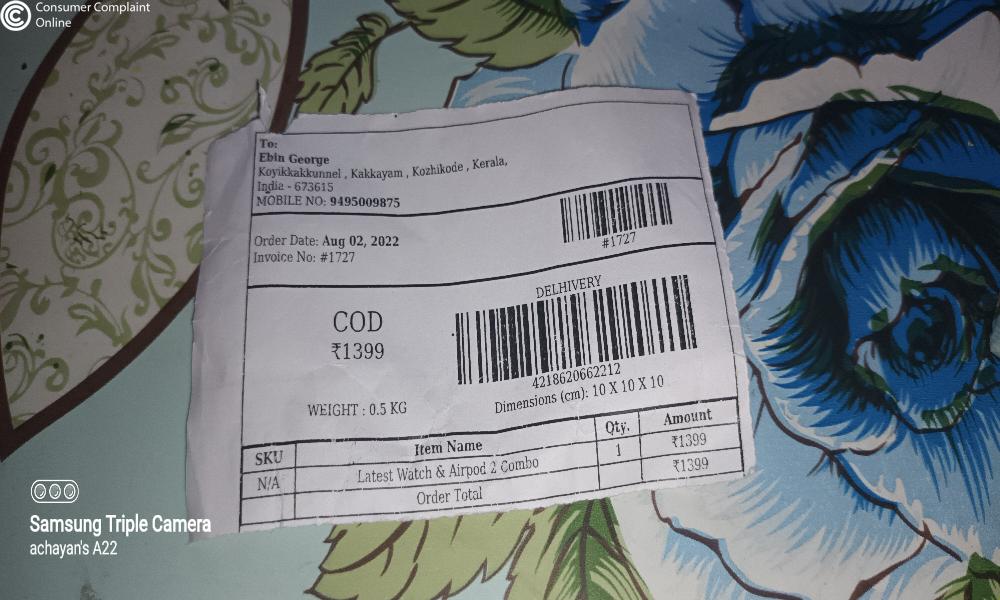 Consumer Complaint
Online
To:
Ebin George
Koyikkakkunnel , Kakkayam , Kozhikode , Kerala,
India - 673615
MOBILE NO: 9495009875
Order Date: Aug 02, 2022
Invoice No: #1727
#1727
DELHIVERY
COD
₹1399
4218620662212
WEIGHT : 0.5 KG
Dimensions (cm): 10 X 10 X 10
SKU Item Name Qty. Amount
N/A Latest Watch & Airpod 2 Combo 1 ₹1399
Order Total ₹1399
Samsung Triple Camera
achayan's A22